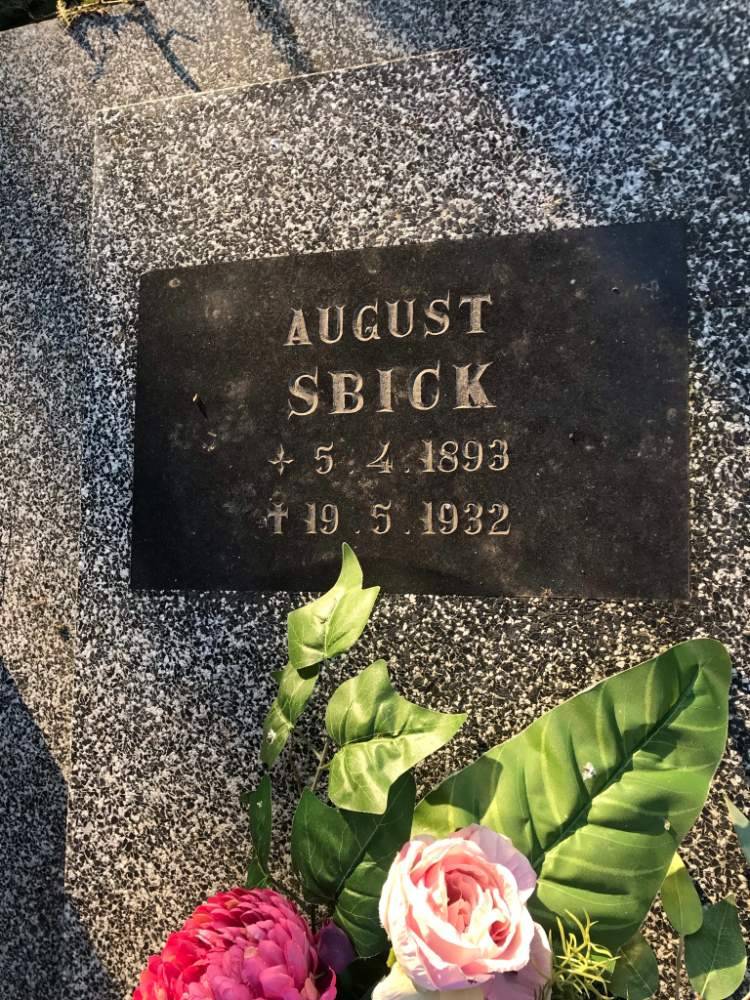 AUGUST
SBICK
+ 5.4.1893
✝ 19.5.1932